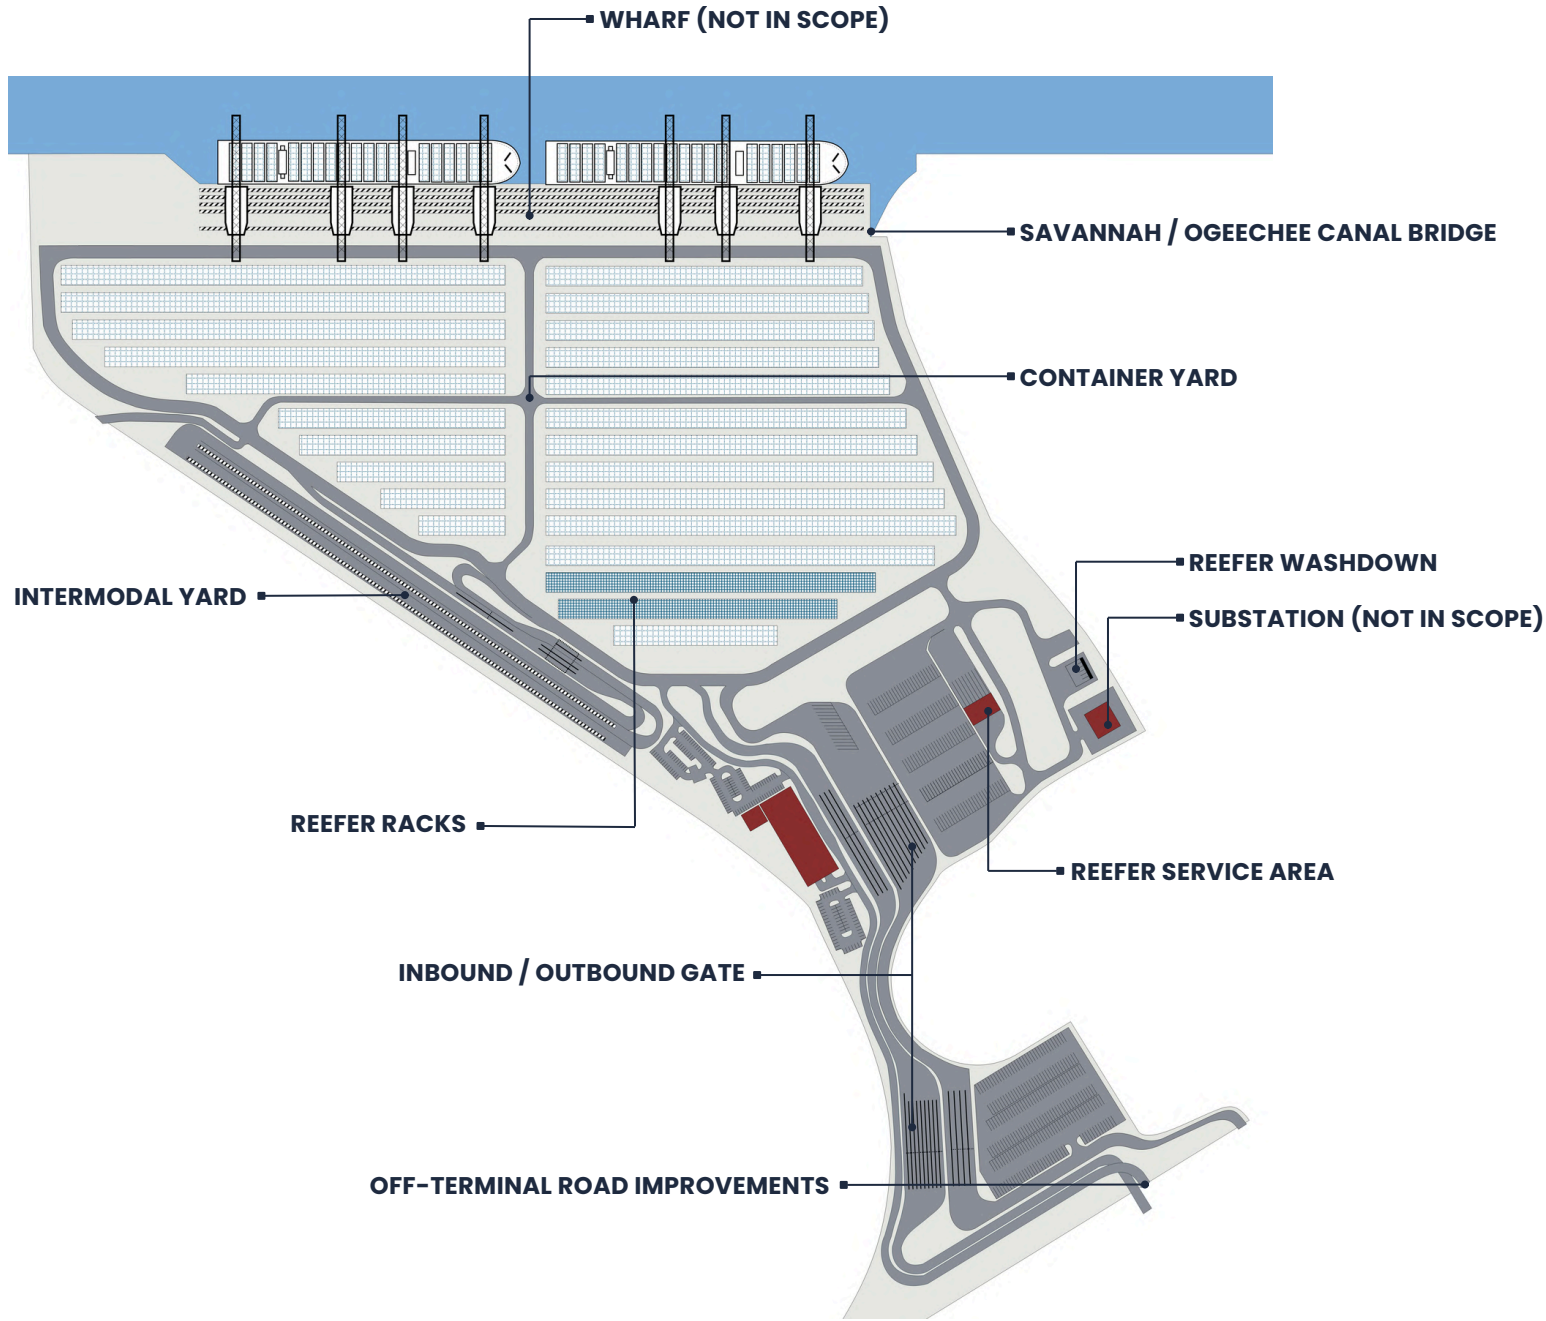 WHARF (NOT IN SCOPE)
SAVANNAH / OGEECHEE CANAL BRIDGE
CONTAINER YARD
REEFER WASHDOWN
INTERMODAL YARD
SUBSTATION (NOT IN SCOPE)
REEFER RACKS
REEFER SERVICE AREA
INBOUND / OUTBOUND GATE
OFF-TERMINAL ROAD IMPROVEMENTS